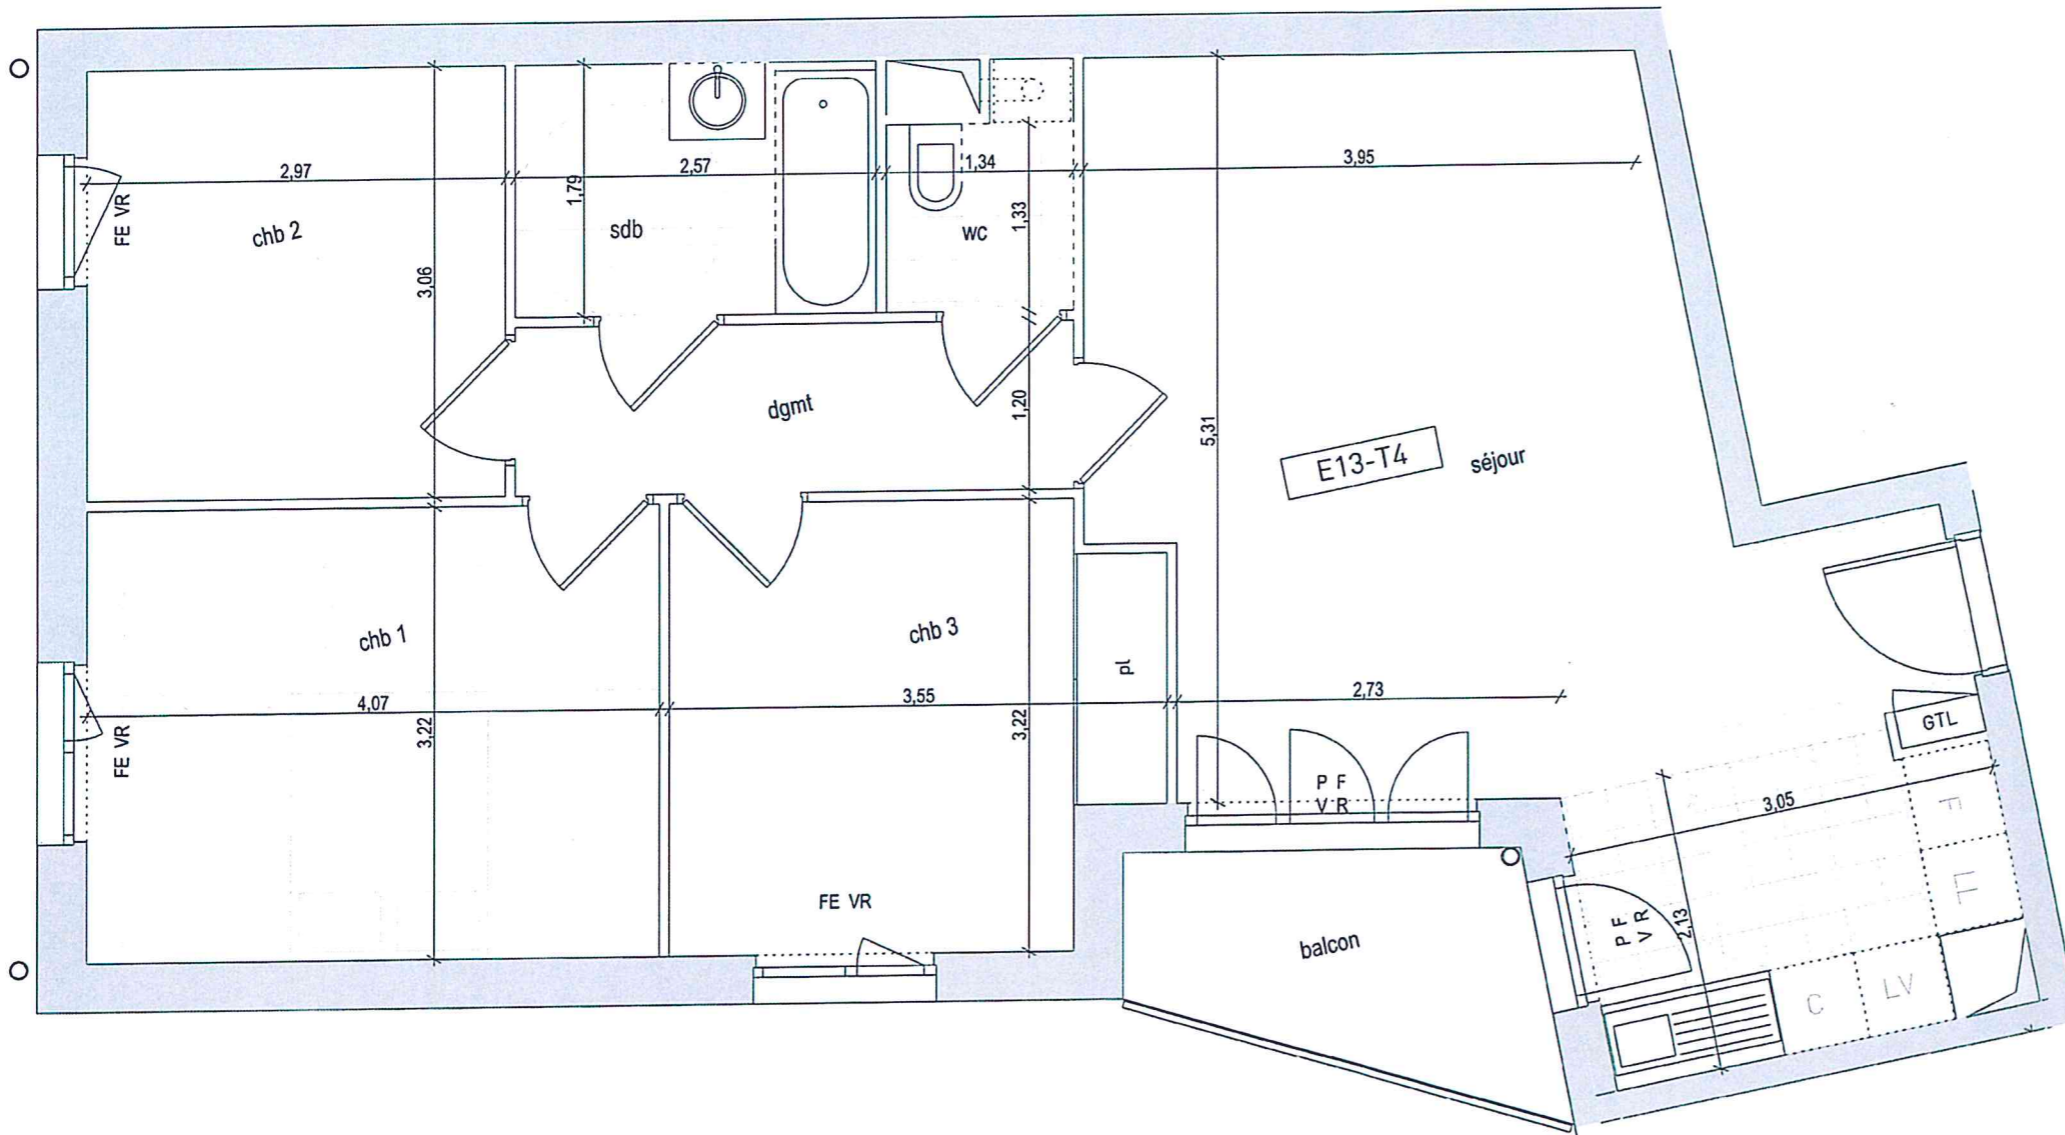 2,97
2,57
1,34
3,95
1,79
1,33
FE VR
chb 2
sdb
wc
3,06
dgmt
1,20
5,31
E13-T4
séjour
chb 1
chb 3
pl
4,07
3,55
2,73
3,22
3,22
FE VR
GTL
P F
V R
3,05
F
LL
FE VR
P F
V R
2,13
balcon
C
LV